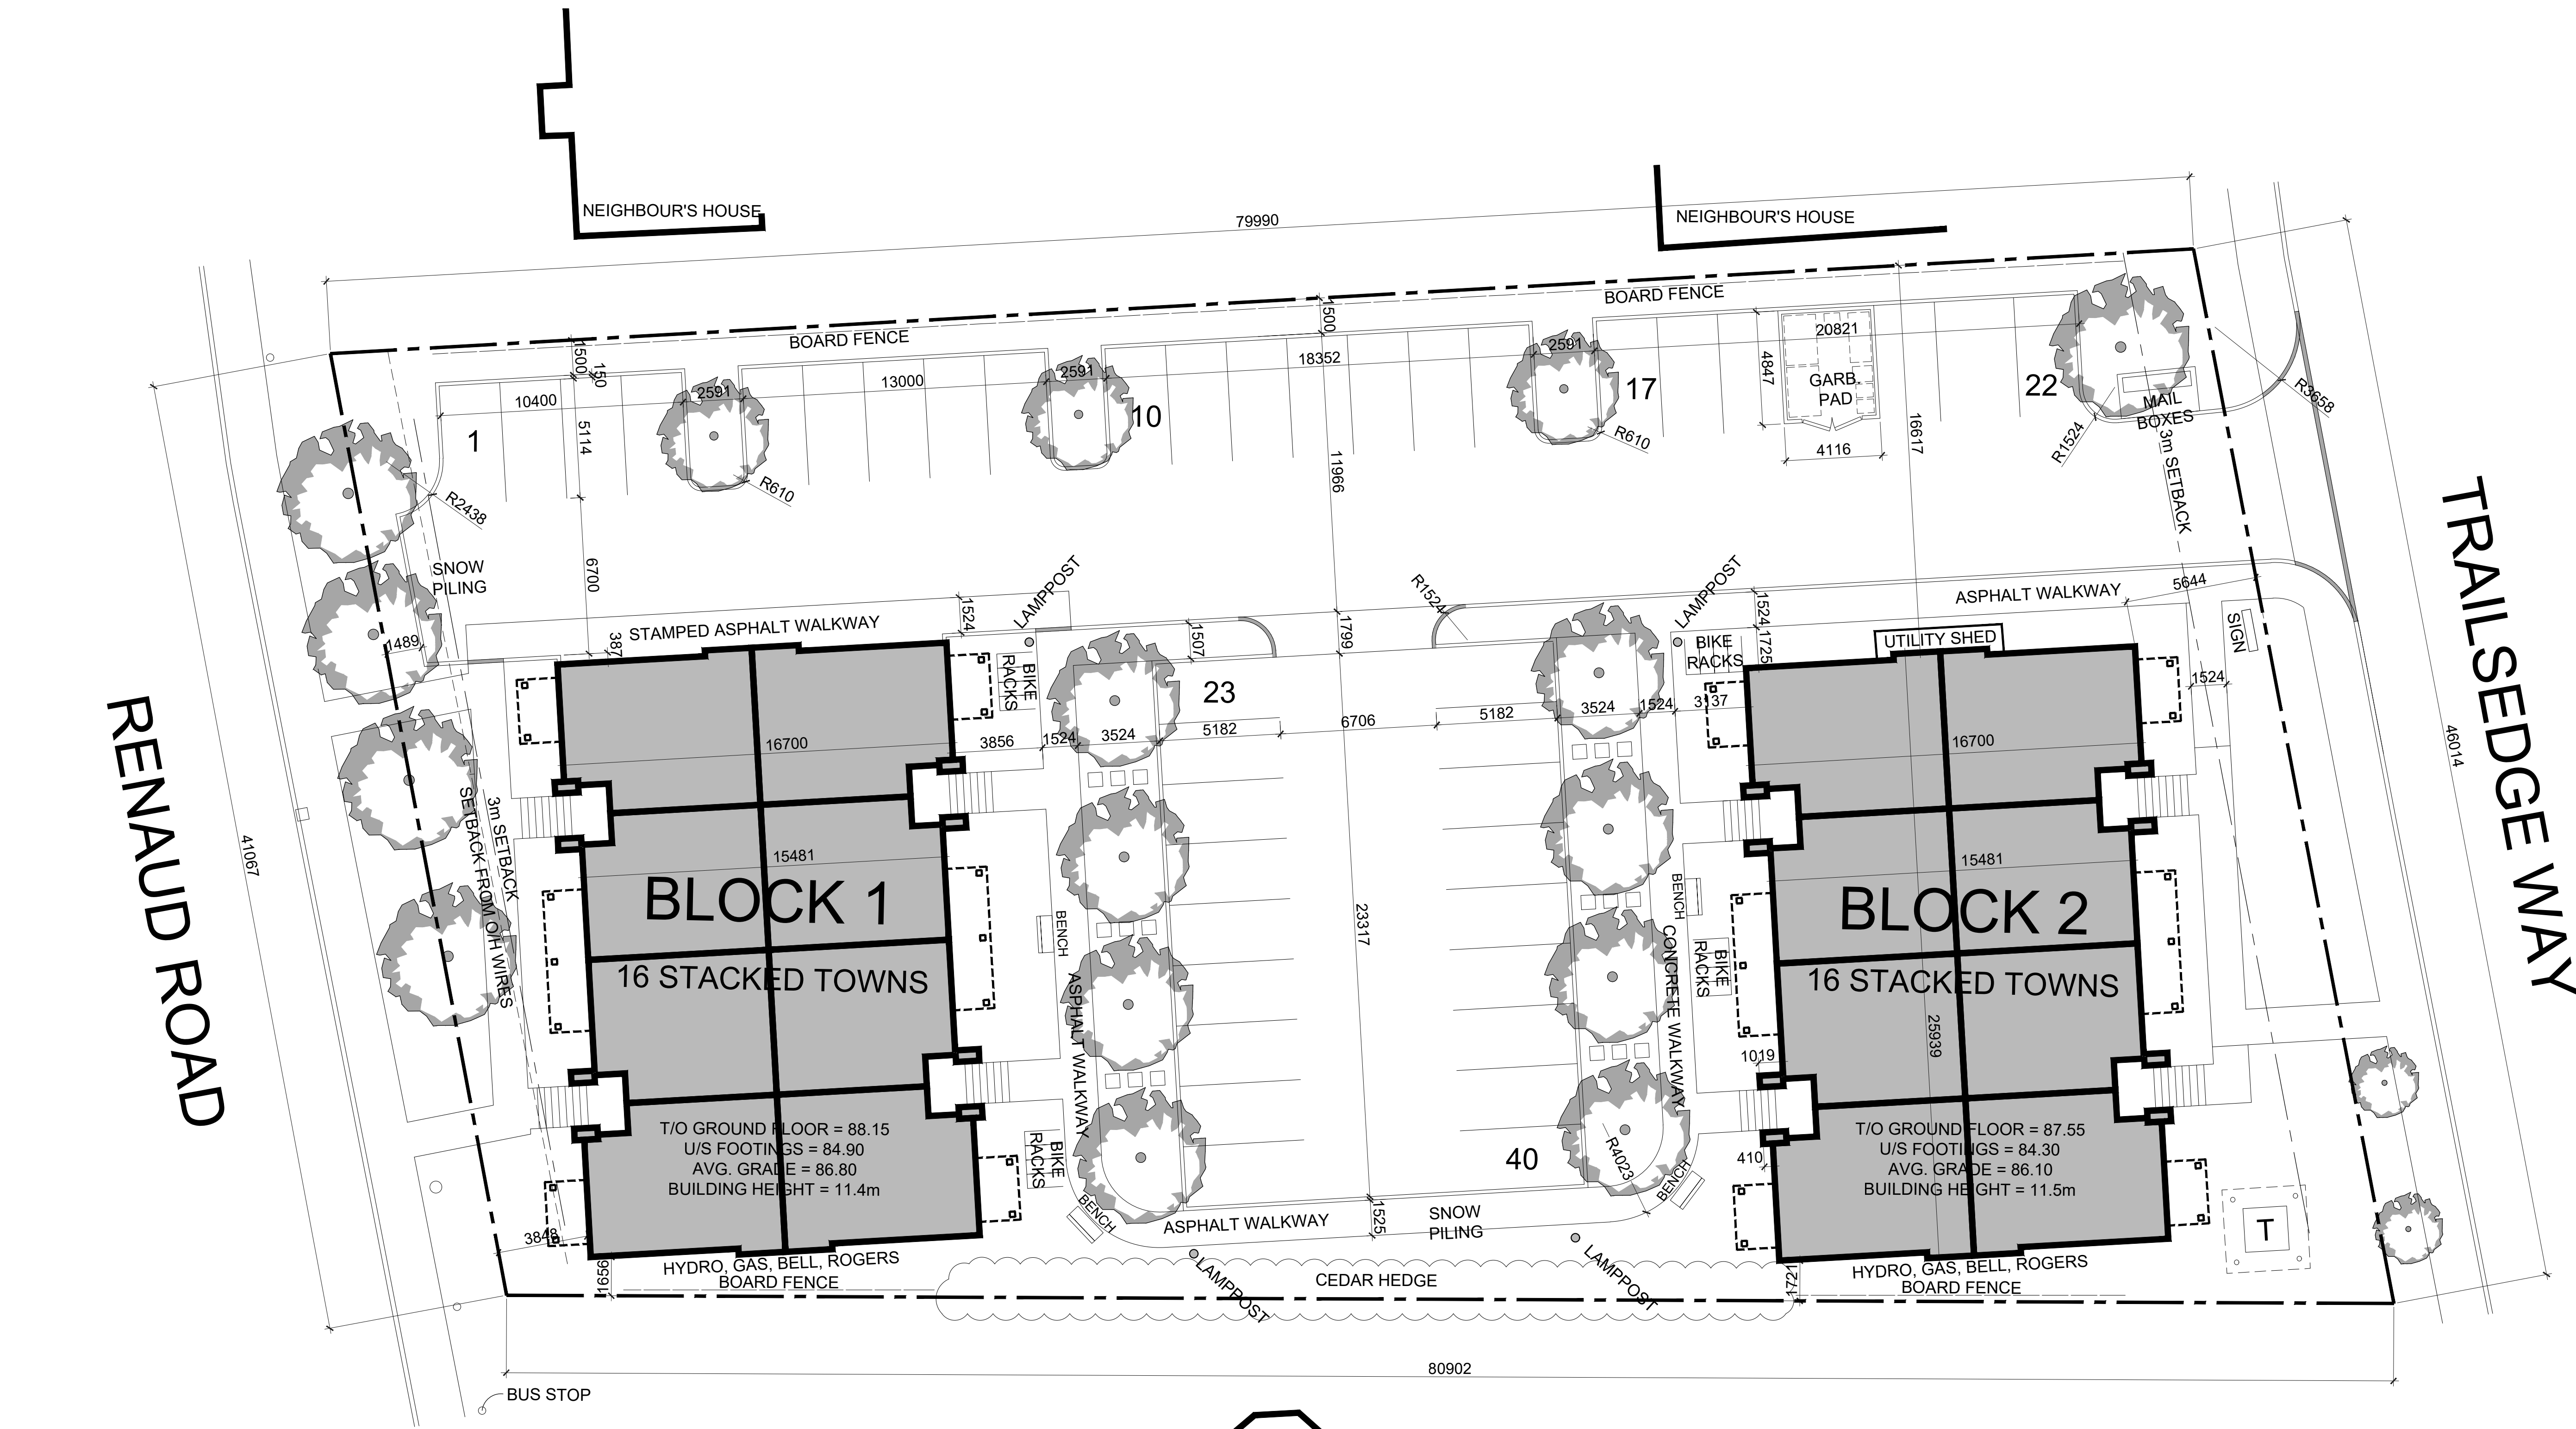 NEIGHBOUR'S HOUSE
NEIGHBOUR'S HOUSE
79990
BOARD FENCE
BOARD FENCE
1500
1500
150
20821
2591
18352
2591
13000
2591
10400
4847
GARB.
PAD
17
22
10
1
MAIL
BOXES
R3658
R1524
3m SETBACK
5114
R2438
R610
R610
4116
16617
11966
SNOW
PILING
6700
LAMPPOST
LAMPPOST
R1524
5644
ASPHALT WALKWAY
STAMPED ASPHALT WALKWAY
1524
1524
387
1489
1507
1799
1725
BIKE
RACKS
BIKE
RACKS
UTILITY SHED
SIGN
1524
23
5182
6706
5182
3524
1524
3137
3856
1524
3524
16700
16700
TRAILSEDGE WAY
46014
RENAUD ROAD
41067
3m SETBACK
SETBACK FROM O/H WIRES
15481
15481
BLOCK 1
16 STACKED TOWNS
BLOCK 2
16 STACKED TOWNS
BENCH
BENCH
ASPHALT WALKWAY
CONCRETE WALKWAY
BIKE
RACKS
23317
25939
1019
T/O GROUND FLOOR = 88.15
U/S FOOTINGS = 84.90
AVG. GRADE = 86.80
BUILDING HEIGHT = 11.4m
T/O GROUND FLOOR = 87.55
U/S FOOTINGS = 84.30
AVG. GRADE = 86.10
BUILDING HEIGHT = 11.5m
BIKE
RACKS
40
R4023
410
BENCH
BENCH
ASPHALT WALKWAY
1525
SNOW
PILING
T
3848
1656
HYDRO, GAS, BELL, ROGERS
BOARD FENCE
LAMPPOST
CEDAR HEDGE
LAMPPOST
1721
HYDRO, GAS, BELL, ROGERS
BOARD FENCE
80902
BUS STOP